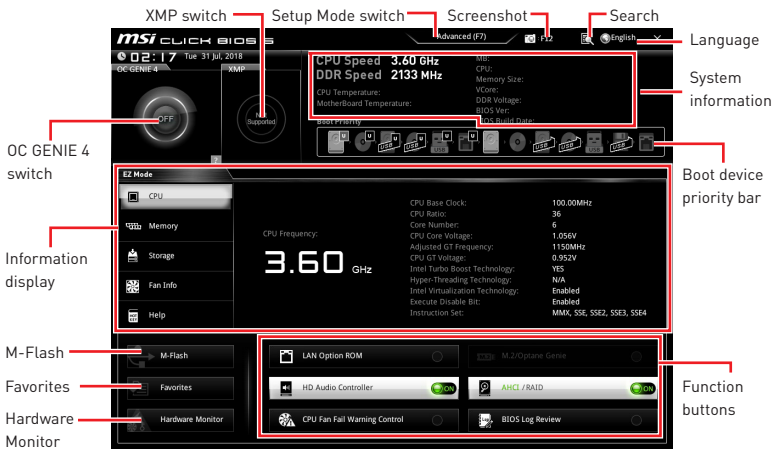 XMP switch
Setup Mode switch
Screenshot
Search
msi CLICK BIOS 5
Advanced (F7)
F12
English
Language
02:17 Tue 31 Jul, 2018
OC GENIE 4
XMP
OFF
Not
Supported
CPU Speed 3.60 GHz
DDR Speed 2133 MHz
CPU Temperature:
MotherBoard Temperature:
MB:
CPU:
Memory Size:
VCore:
DDR Voltage:
BIOS Ver:
BIOS Build Date:
System
information
Boot Priority
U U USB U USB U USB U U USB USB USB USB
OC GENIE 4
switch
Boot device
priority bar
EZ Mode
CPU
Memory
Storage
Fan Info
Help
Information
display
CPU Frequency:
3.60 GHz
CPU Base Clock: 100.00MHz
CPU Ratio: 36
Core Number: 6
CPU Core Voltage: 1.056V
Adjusted GT Frequency: 1150MHz
CPU GT Voltage: 0.952V
Intel Turbo Boost Technology: YES
Hyper-Threading Technology: N/A
Intel Virtualization Technology: Enabled
Execute Disable Bit: Enabled
Instruction Set: MMX, SSE, SSE2, SSE3, SSE4
M-Flash
Favorites
Hardware
Monitor
M-Flash
Favorites
Hardware Monitor
LAN Option ROM
M.2/Optane Genie
HD Audio Controller ON
AHCI /RAID ON
CPU Fan Fail Warning Control
BIOS Log Review
Function
buttons